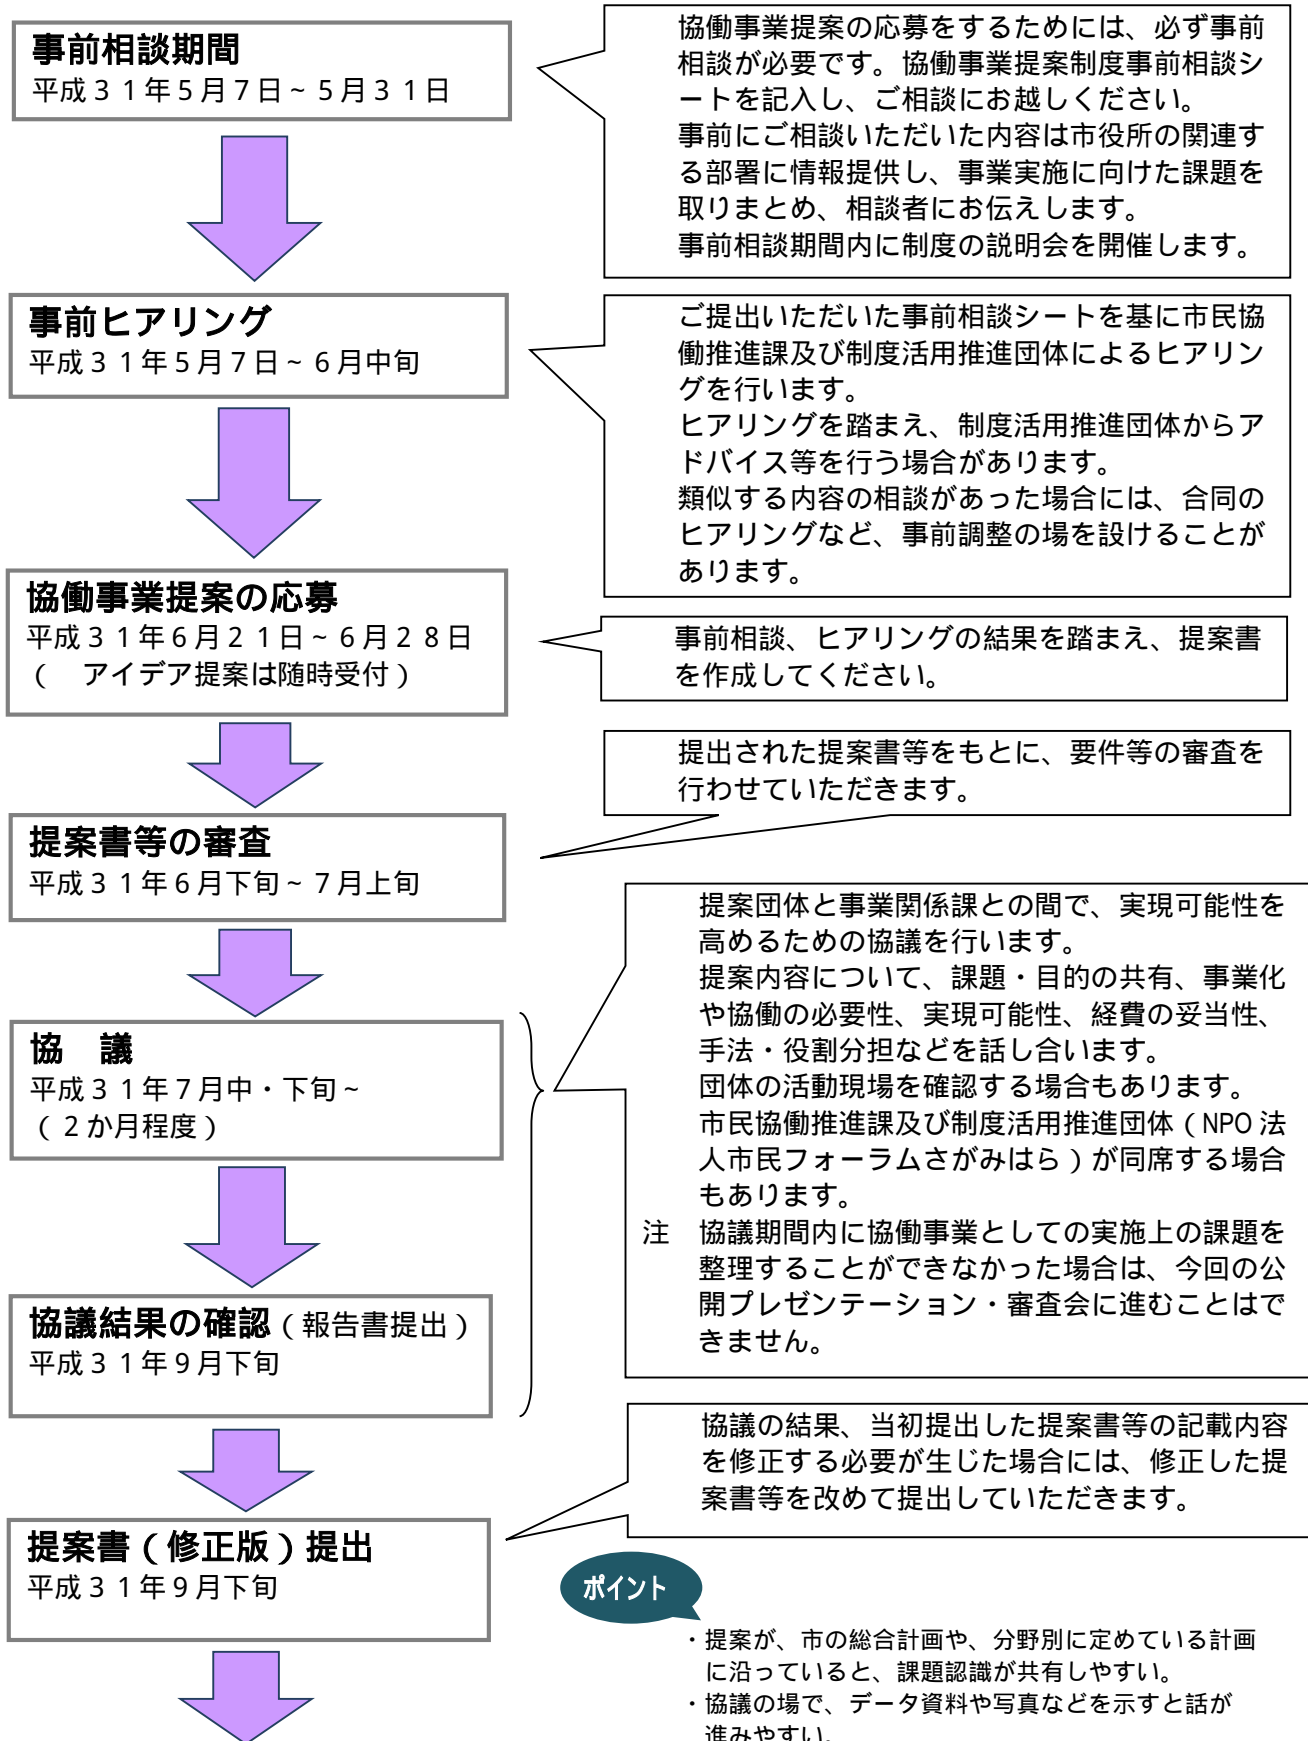 事前相談期間
平成３１年５月７日～５月３１日
協働事業提案の応募をするためには、必ず事前
相談が必要です。協働事業提案制度事前相談シ
ートを記入し、ご相談にお越しください。
事前にご相談いただいた内容は市役所の関連す
る部署に情報提供し、事業実施に向けた課題を
取りまとめ、相談者にお伝えします。
事前相談期間内に制度の説明会を開催します。
事前ヒアリング
平成３１年５月７日～６月中旬
ご提出いただいた事前相談シートを基に市民協
働推進課及び制度活用推進団体によるヒアリン
グを行います。
ヒアリングを踏まえ、制度活用推進団体からア
ドバイス等を行う場合があります。
類似する内容の相談があった場合には、合同の
ヒアリングなど、事前調整の場を設けることが
あります。
協働事業提案の応募
平成３１年６月２１日～６月２８日
（　アイデア提案は随時受付）
事前相談、ヒアリングの結果を踏まえ、提案書
を作成してください。
提出された提案書等をもとに、要件等の審査を
行わせていただきます。
提案書等の審査
平成３１年６月下旬～７月上旬
提案団体と事業関係課との間で、実現可能性を
高めるための協議を行います。
提案内容について、課題・目的の共有、事業化
や協働の必要性、実現可能性、経費の妥当性、
手法・役割分担などを話し合います。
団体の活動現場を確認する場合もあります。
市民協働推進課及び制度活用推進団体（NPO法
人市民フォーラムさがみはら）が同席する場合
もあります。
注　協議期間内に協働事業としての実施上の課題を
整理することができなかった場合は、今回の公
開プレゼンテーション・審査会に進むことはで
きません。
協　議
平成３１年７月中・下旬～
（２か月程度）
協議結果の確認（報告書提出）
平成３１年９月下旬
協議の結果、当初提出した提案書等の記載内容
を修正する必要が生じた場合には、修正した提
案書等を改めて提出していただきます。
提案書（修正版）提出
平成３１年９月下旬
ポイント
・提案が、市の総合計画や、分野別に定めている計画
に沿っていると、課題認識が共有しやすい。
・協議の場で、データ資料や写真などを示すと話が
進みやすい。